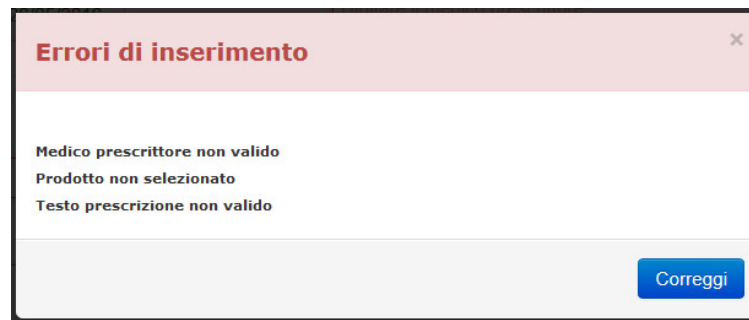 Errori di inserimento
×
Medico prescrittore non valido
Prodotto non selezionato
Testo prescrizione non valido
Correggi